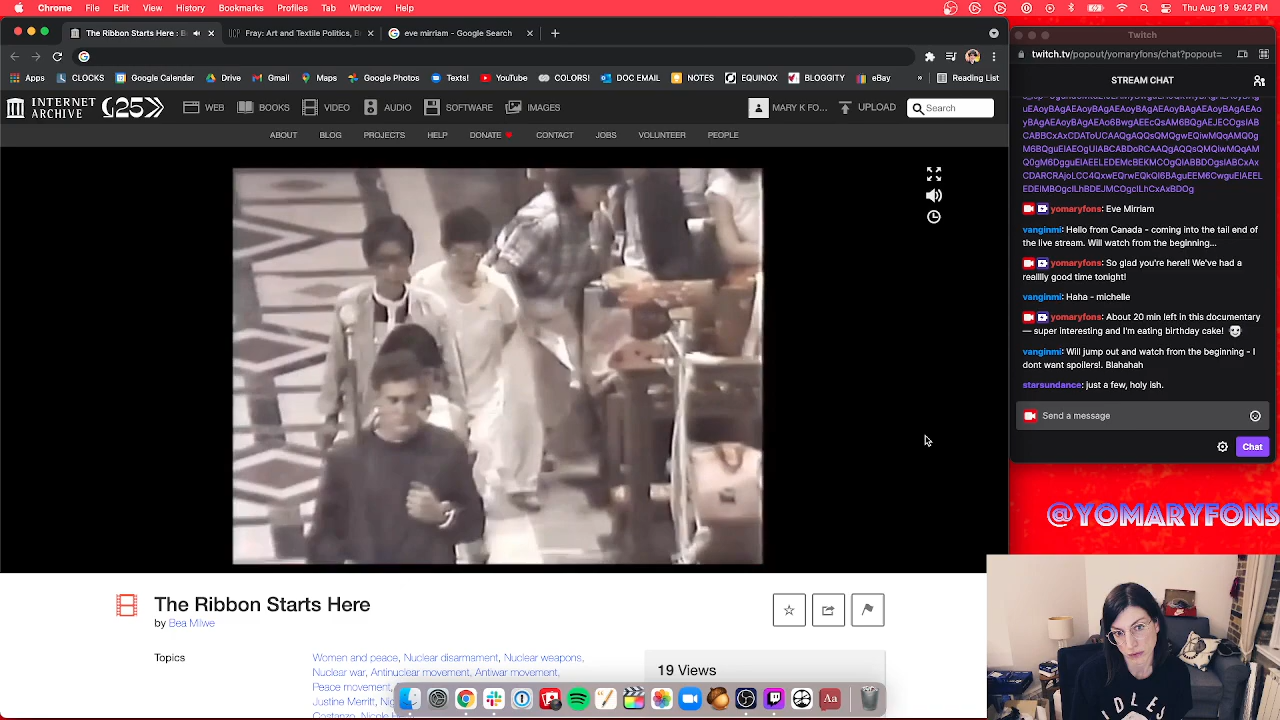 Chrome File Edit View History Bookmarks Profiles Tab Window Help Thu Aug 19 9:42 PM
The Ribbon Starts Here : B
Fray: Art and Textile Politics, B
eve mirriam - Google Search
Apps CLOCKS Google Calendar Drive Maps Google Photos Texts! YouTube COLORS! DOC EMAIL NOTES EQUINOX BLOGGITY eBay » Reading List
INTERNET ARCHIVE 25 WEB BOOKS VIDEO AUDIO SOFTWARE IMAGES MARY K FO... UPLOAD Search
ABOUT BLOG PROJECTS HELP DONATE CONTACT JOBS VOLUNTEER PEOPLE
The Ribbon Starts Here
by Bea Milwe
Topics
Women and peace, Nuclear disarmament, Nuclear weapons,
Nuclear war, Antinuclear movement, Antiwar movement,
Peace movement,
Justine Merritt,
19 Views
Twitch
twitch.tv/popout/yomaryfons/chat?popout=
STREAM CHAT
yomaryfons: Eve Mirriam
vanginmi: Hello from Canada - coming into the tail end of
the live stream. Will watch from the beginning...
yomaryfons: So glad you're here!! We've had a
reallly good time tonight!
vanginmi: Haha - michelle
yomaryfons: About 20 min left in this documentary
— super interesting and I'm eating birthday cake!
vanginmi: Will jump out and watch from the beginning - I
dont want spoilers!. Blahahah
starsundance: just a few, holy ish.
Send a message
Chat
@YOMARYFONS
Aa